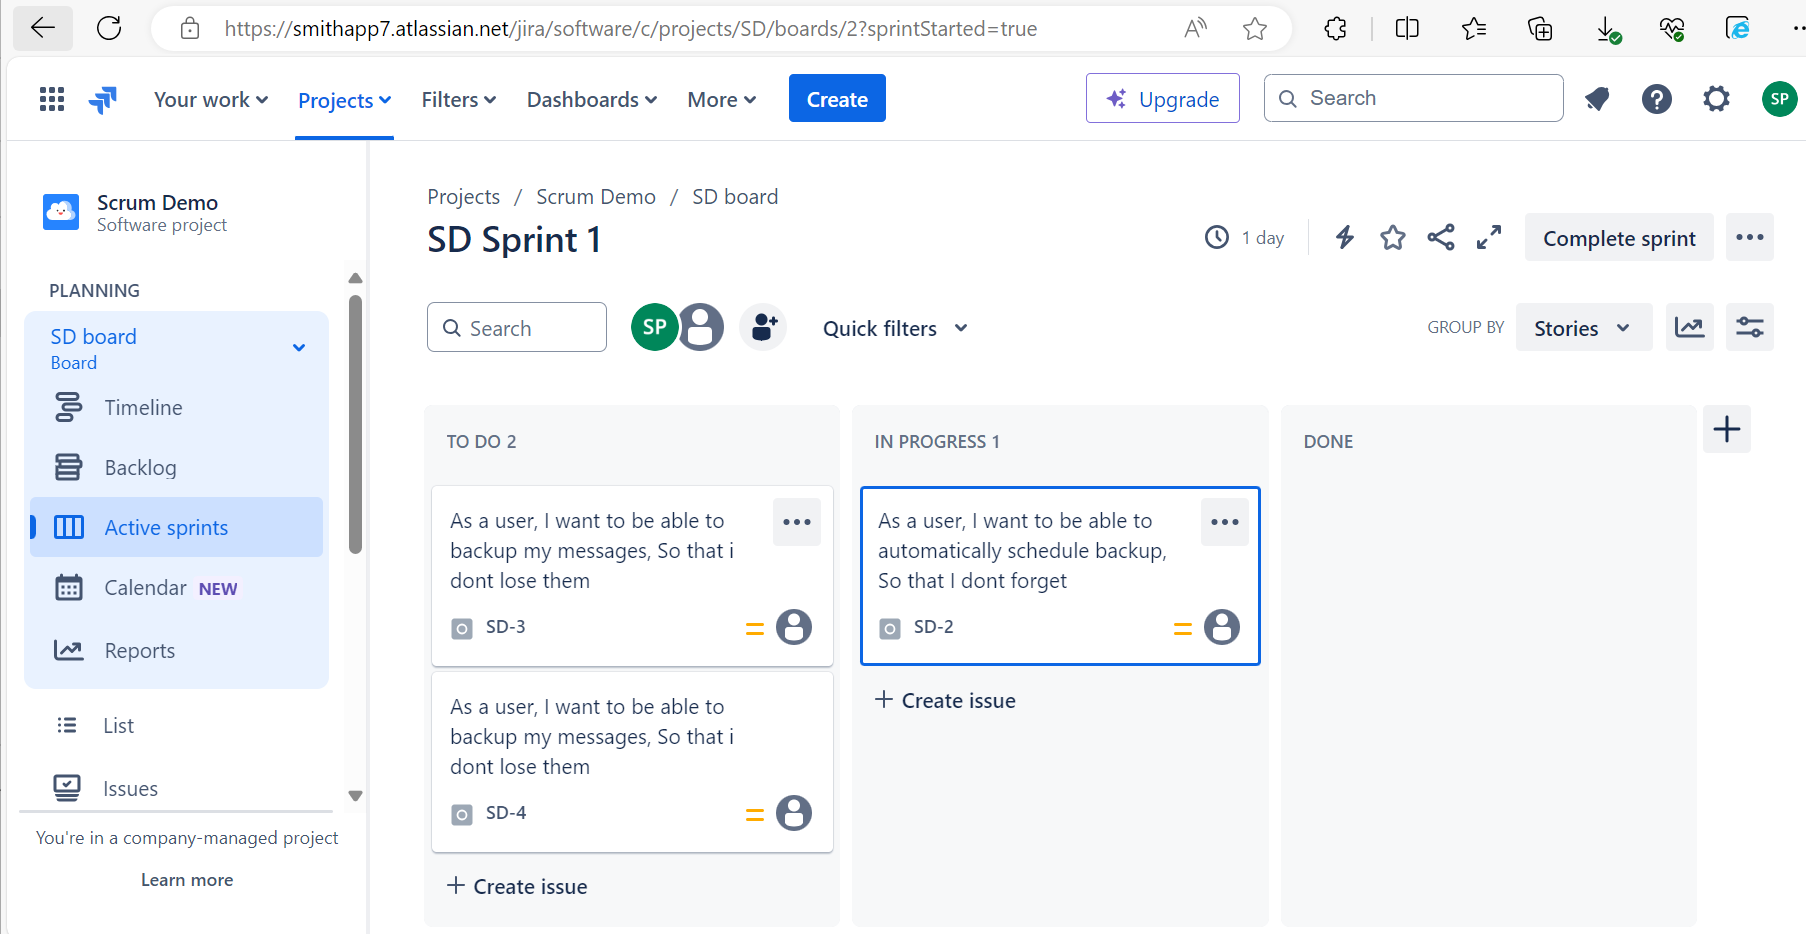 https://smithapp7.atlassian.net/jira/software/c/projects/SD/boards/2?sprintStarted=true
Your work
Projects
Filters
Dashboards
More
Create
Upgrade
Search
SP
Scrum Demo
Software project
PLANNING
SD board
Board
Timeline
Backlog
Active sprints
Calendar NEW
Reports
List
Issues
You're in a company-managed project
Learn more
Projects / Scrum Demo / SD board
SD Sprint 1
1 day
Complete sprint
Search
SP
Quick filters
GROUP BY
Stories
TO DO 2
As a user, I want to be able to
backup my messages, So that i
dont lose them
SD-3
As a user, I want to be able to
backup my messages, So that i
dont lose them
SD-4
Create issue
IN PROGRESS 1
As a user, I want to be able to
automatically schedule backup,
So that I dont forget
SD-2
Create issue
DONE